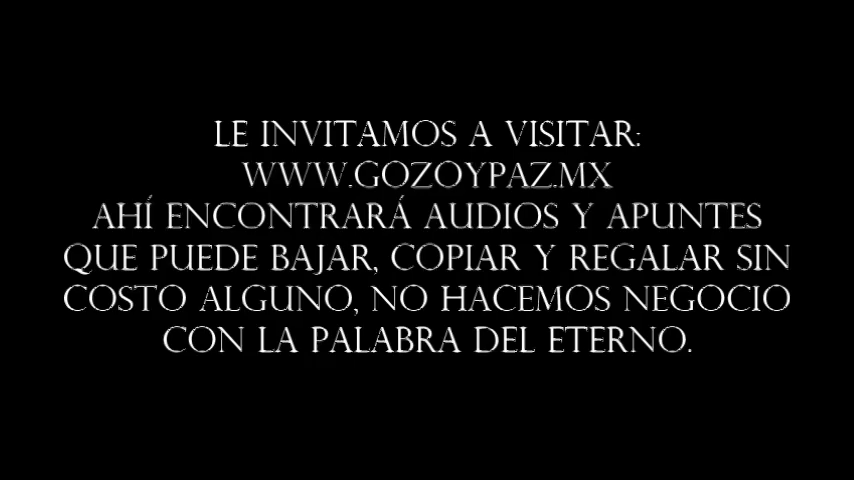 LE INVITAMOS A VISITAR:
WWW.GOZOYPAZ.MX
AHÍ ENCONTRARÁ AUDIOS Y APUNTES
QUE PUEDE BAJAR, COPIAR Y REGALAR SIN
COSTO ALGUNO, NO HACEMOS NEGOCIO
CON LA PALABRA DEL ETERNO.